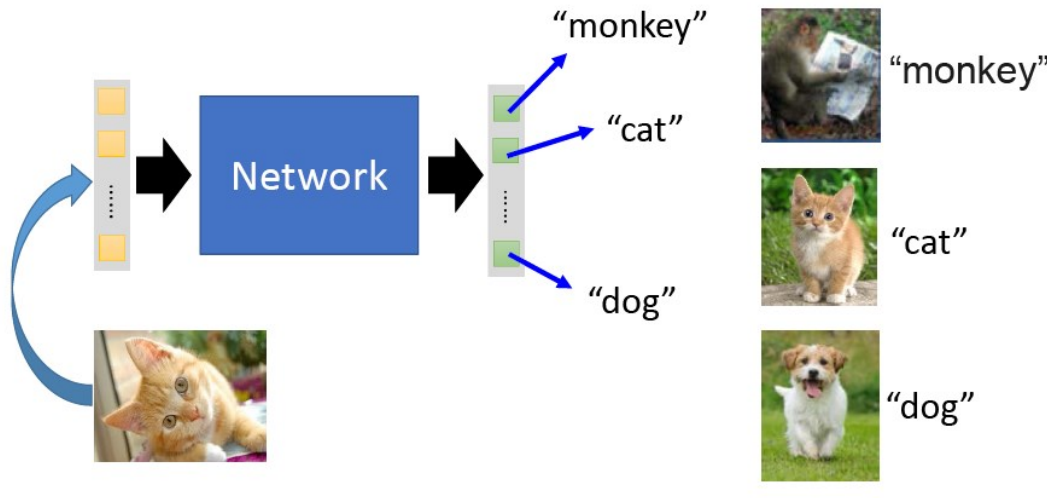 “monkey”
“cat”
Network
“dog”
“monkey”
“cat”
“dog”